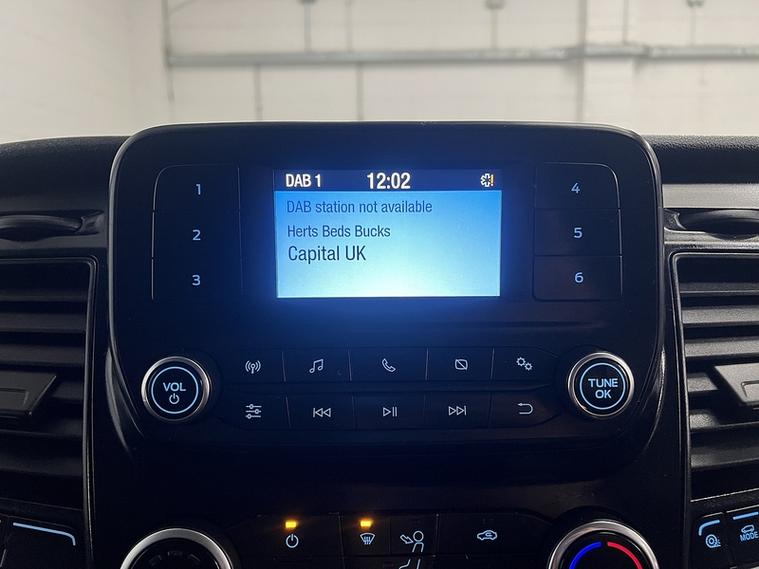 DAB 1 12:02
DAB station not available
Herts Beds Bucks
Capital UK
1
2
3
4
5
6
VOL
TUNE
OK
MODE